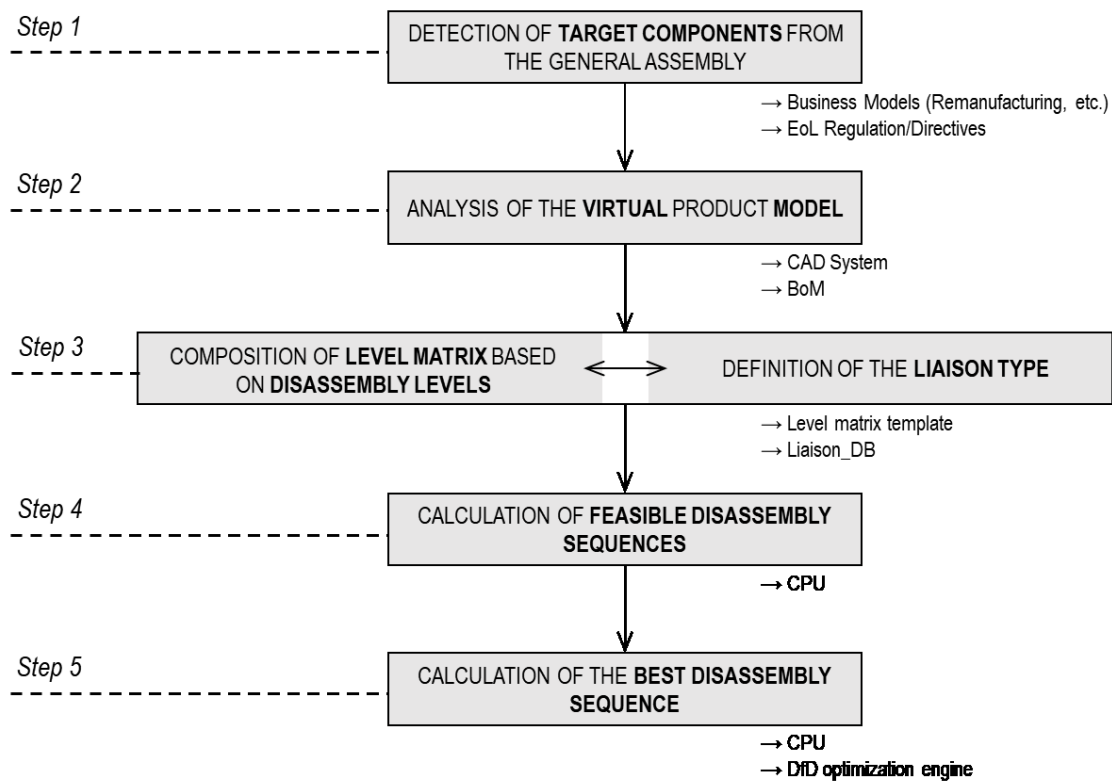 Step 1
DETECTION OF TARGET COMPONENTS FROM
THE GENERAL ASSEMBLY
→ Business Models (Remanufacturing, etc.)
→ EoL Regulation/Directives
Step 2
ANALYSIS OF THE VIRTUAL PRODUCT MODEL
→ CAD System
→ BoM
Step 3
COMPOSITION OF LEVEL MATRIX BASED
ON DISASSEMBLY LEVELS
DEFINITION OF THE LIAISON TYPE
→ Level matrix template
→ Liaison_DB
Step 4
CALCULATION OF FEASIBLE DISASSEMBLY
SEQUENCES
→ CPU
Step 5
CALCULATION OF THE BEST DISASSEMBLY
SEQUENCE
→ CPU
→ DfD optimization engine